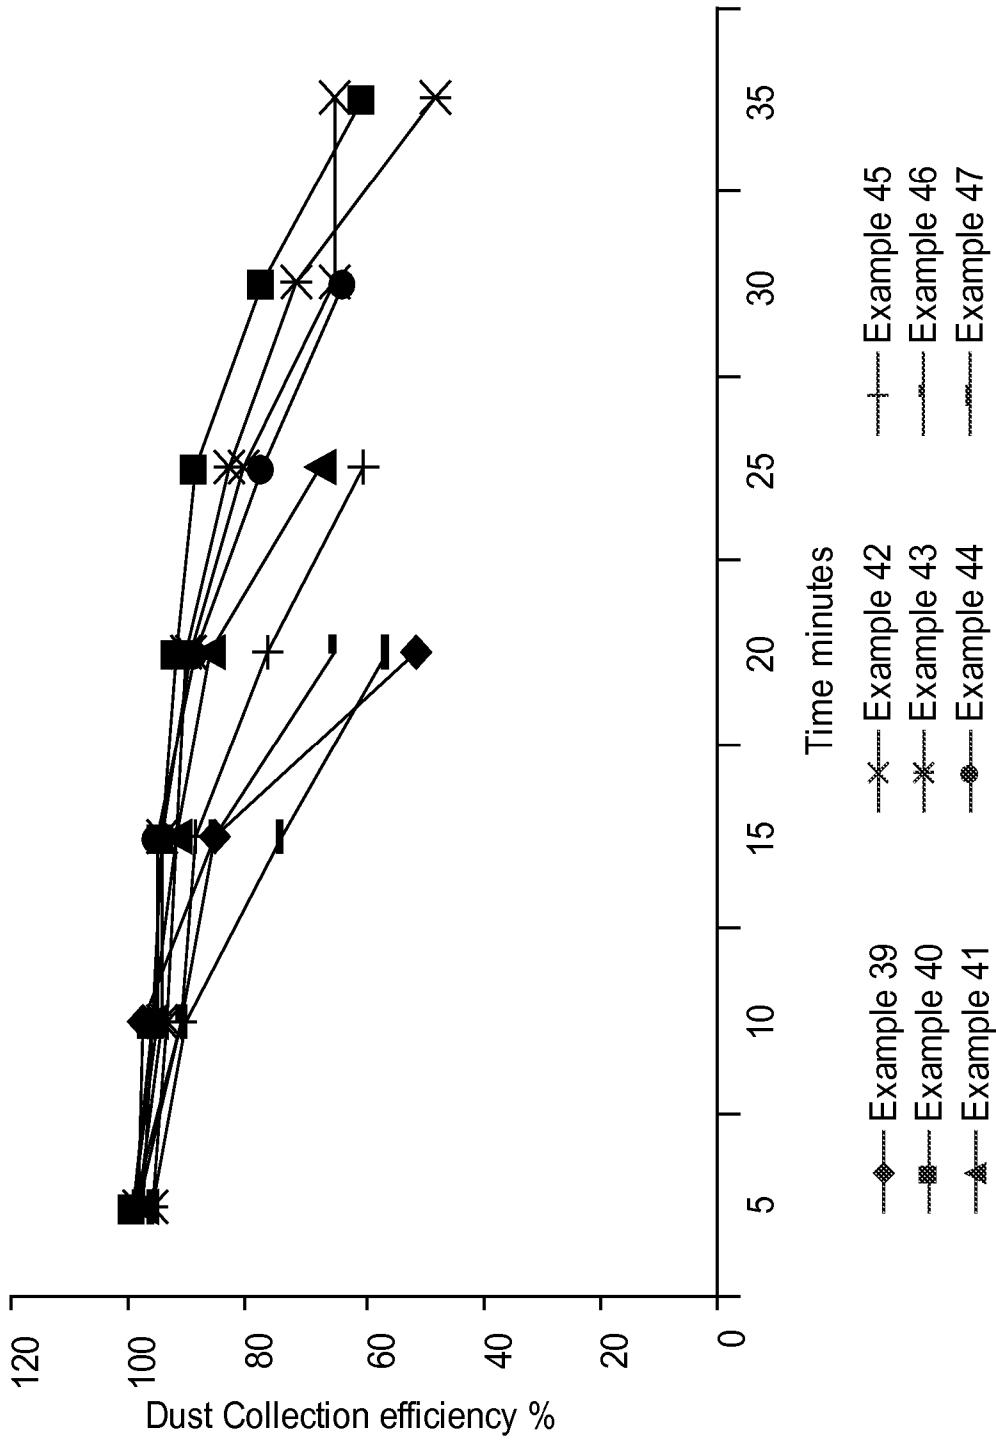 120
100
80
60
40
20
0
Dust Collection efficiency %
5
10
15
20
25
30
35
Time minutes
Example 39
Example 40
Example 41
Example 42
Example 43
Example 44
Example 45
Example 46
Example 47